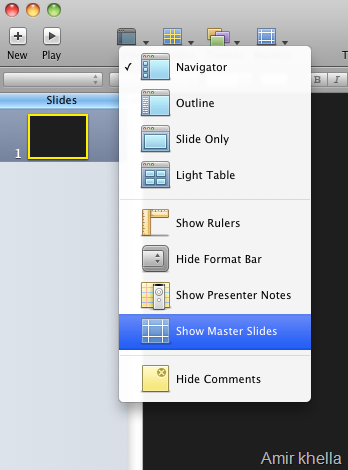 New
Play
T
B
I
Slides
1
✓ Navigator
Outline
Slide Only
Light Table
Show Rulers
Hide Format Bar
Show Presenter Notes
Show Master Slides
Hide Comments
Amir khella